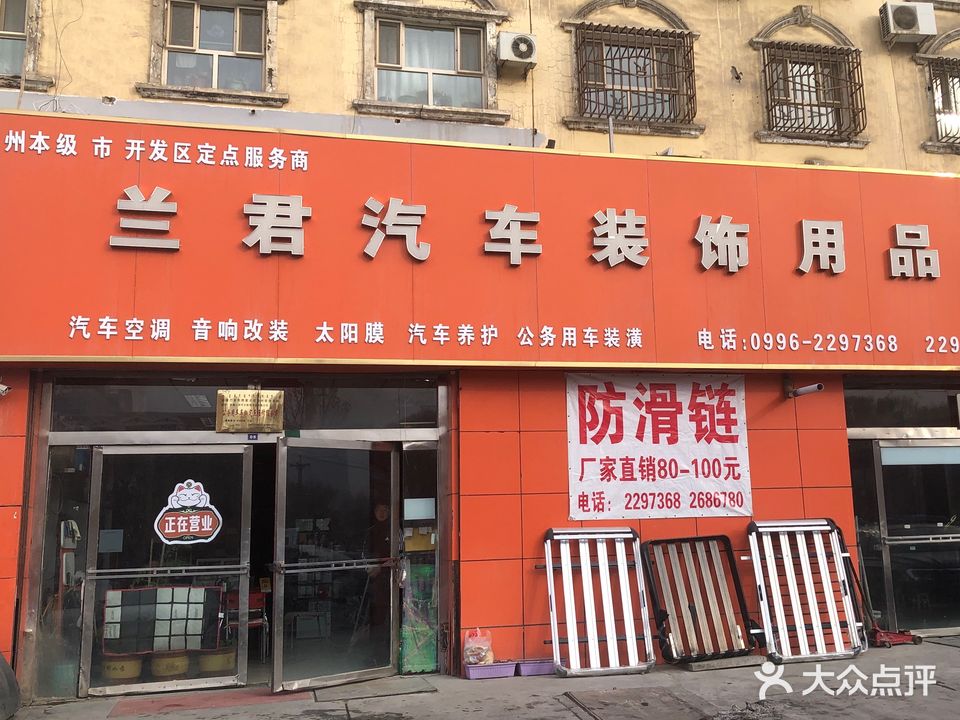 州本级 市 开发区定点服务商
兰君汽车装饰用品
汽车空调 音响改装 太阳膜 汽车养护 公务用车装潢 电话:0996-2297368 229
防滑链
厂家直销80-100元
电话: 2297368 2686780
正在营业
OPEN
大众点评